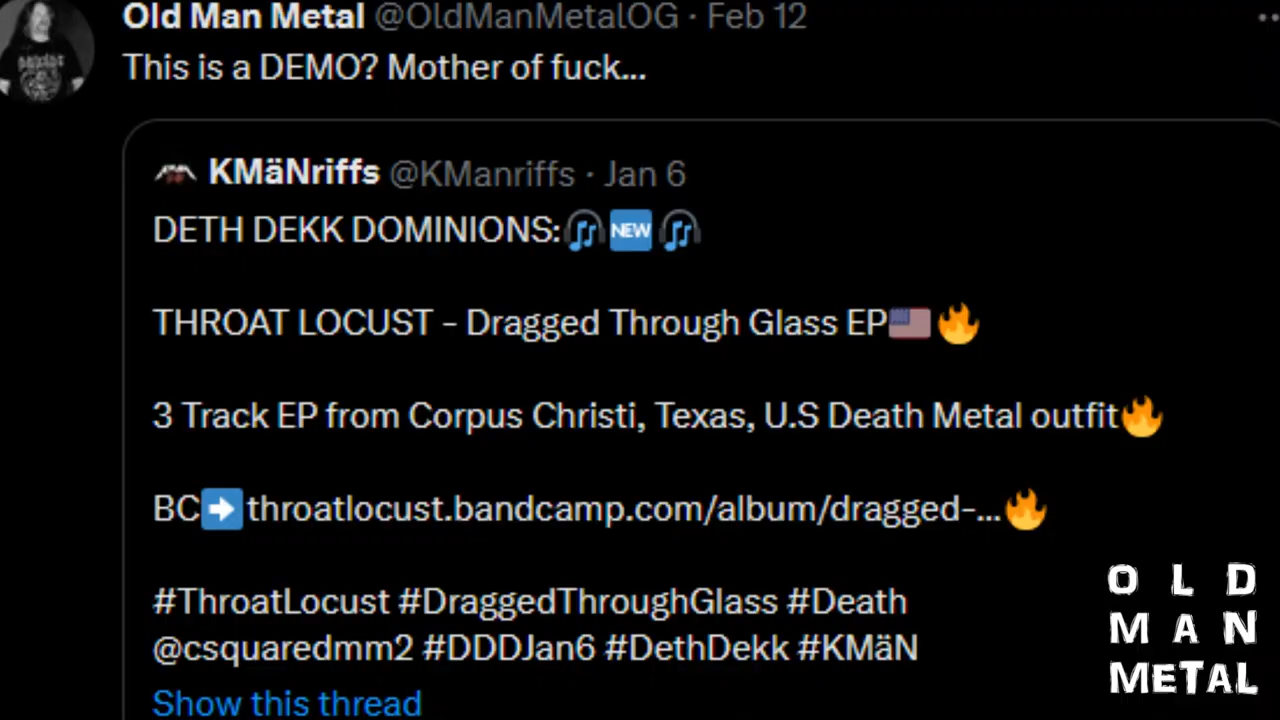 Old Man Metal @OldManMetalOG · Feb 12
This is a DEMO? Mother of fuck...
KMäNriffs @KManriffs · Jan 6
DETH DEKK DOMINIONS:🎧NEW🎧
THROAT LOCUST - Dragged Through Glass EP🇺🇸🔥
3 Track EP from Corpus Christi, Texas, U.S Death Metal outfit🔥
BC➡️throatlocust.bandcamp.com/album/dragged-...🔥
#ThroatLocust #DraggedThroughGlass #Death
@csquaredmm2 #DDDJan6 #DethDekk #KMäN
Show this thread
OLD
MAN
METAL